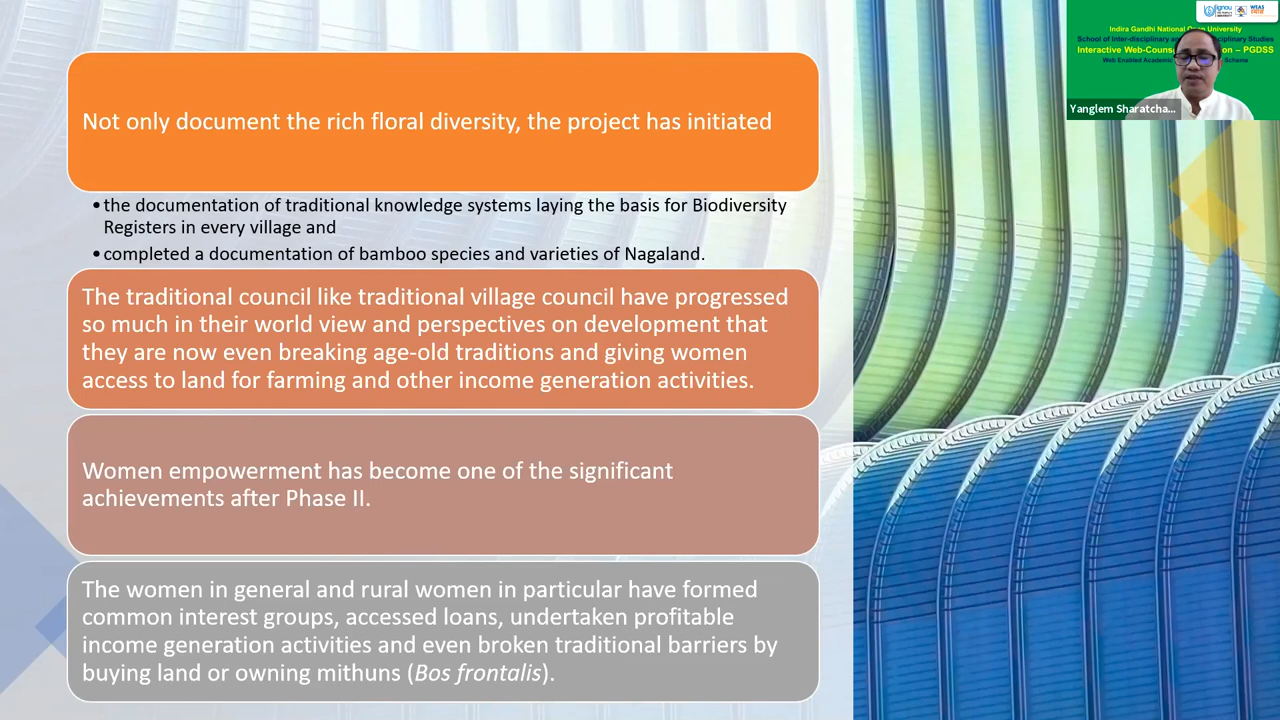 Not only document the rich floral diversity, the project has initiated
•the documentation of traditional knowledge systems laying the basis for Biodiversity
Registers in every village and
•completed a documentation of bamboo species and varieties of Nagaland.
The traditional council like traditional village council have progressed
so much in their world view and perspectives on development that
they are now even breaking age-old traditions and giving women
access to land for farming and other income generation activities.
Women empowerment has become one of the significant
achievements after Phase II.
The women in general and rural women in particular have formed
common interest groups, accessed loans, undertaken profitable
income generation activities and even broken traditional barriers by
buying land or owning mithuns (Bos frontalis).
ignou
WEAS
Indira Gandhi National Open University
School of Inter-disciplinary
Studies
Interactive Web-Couns
– PGDSS
Web Enabled Academic
Scheme
Yanglem Sharatcha...